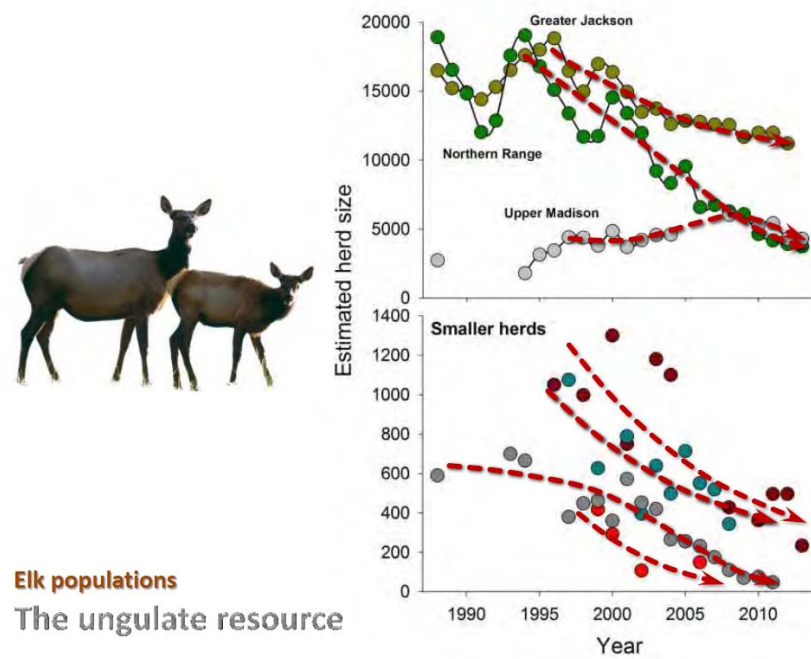 20000
Greater Jackson
15000
10000
Northern Range
Upper Madison
5000
0
Estimated herd size
1400
Smaller herds
1200
1000
800
600
400
200
0
1990 1995 2000 2005 2010
Year
Elk populations
The ungulate resource